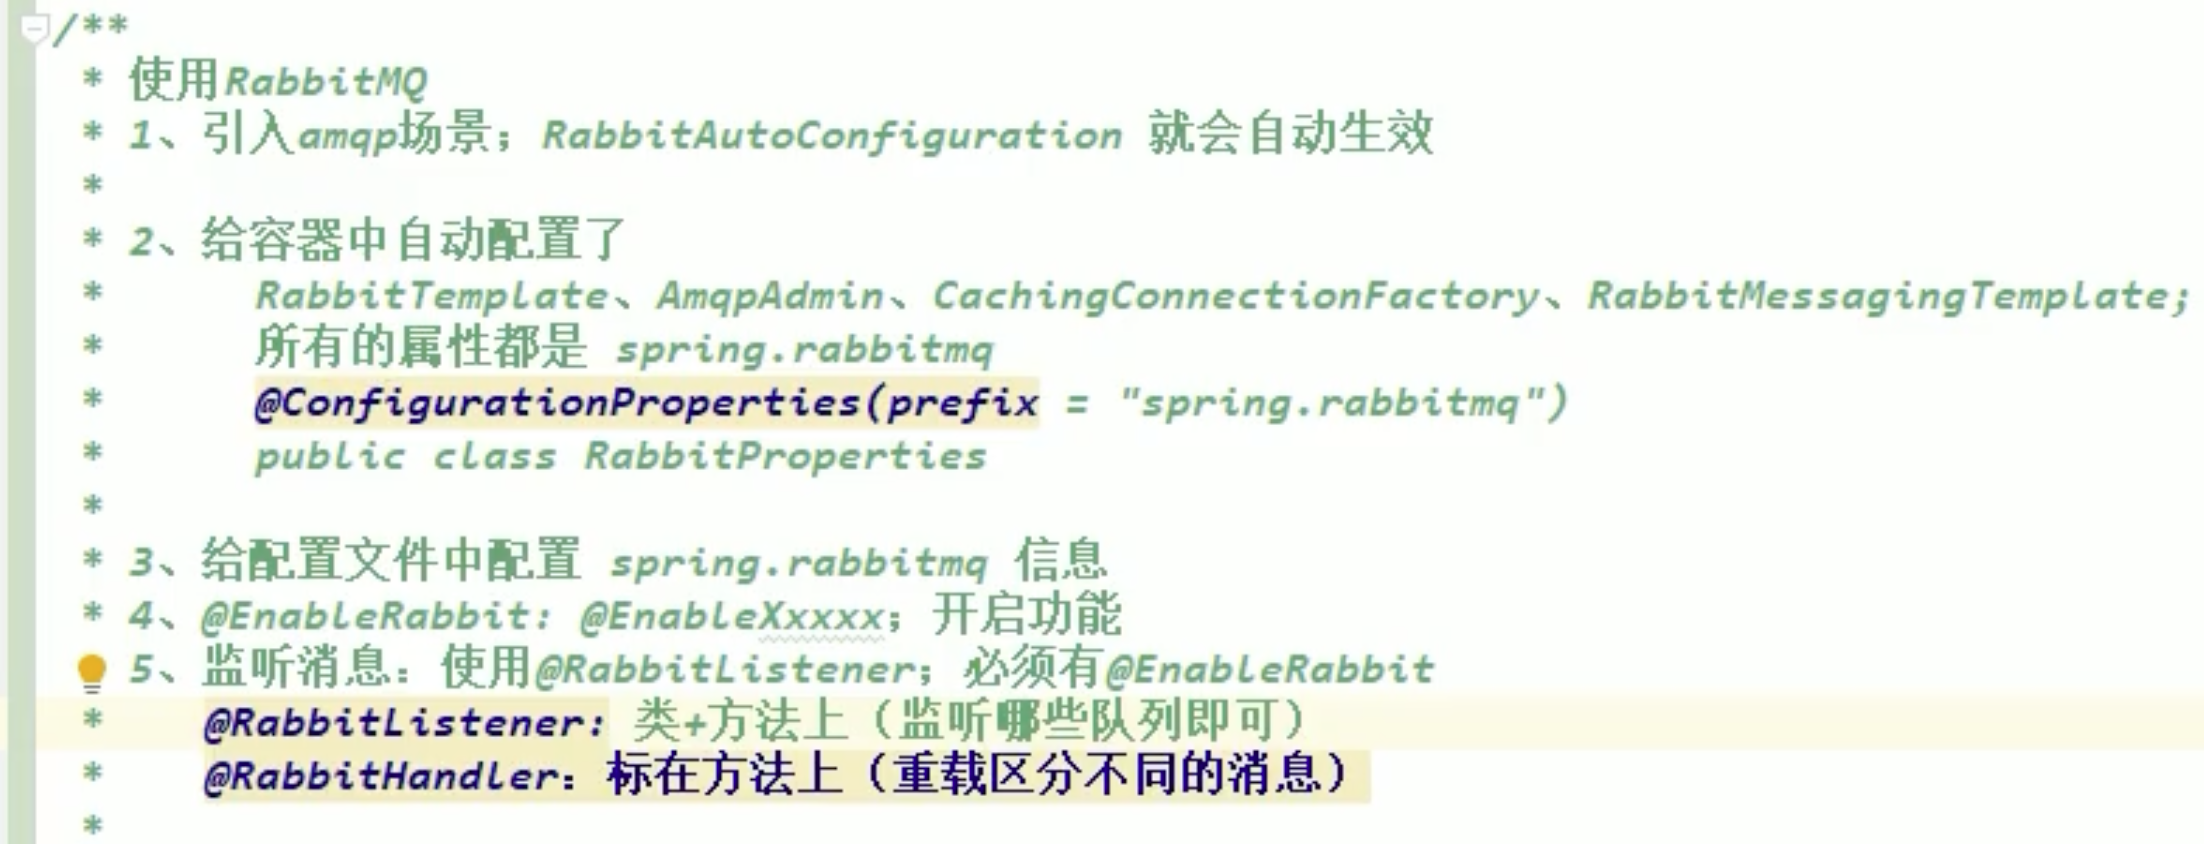 /**
* 使用RabbitMQ
* 1、引入amqp场景；RabbitAutoConfiguration 就会自动生效
*
* 2、给容器中自动配置了
* RabbitTemplate、AmqpAdmin、CachingConnectionFactory、RabbitMessagingTemplate;
* 所有的属性都是 spring.rabbitmq
* @ConfigurationProperties(prefix = "spring.rabbitmq")
* public class RabbitProperties
*
* 3、给配置文件中配置 spring.rabbitmq 信息
* 4、@EnableRabbit: @EnableXxxxx；开启功能
5、监听消息：使用@RabbitListener；必须有@EnableRabbit
* @RabbitListener: 类+方法上（监听哪些队列即可）
* @RabbitHandler：标在方法上（重载区分不同的消息）
*